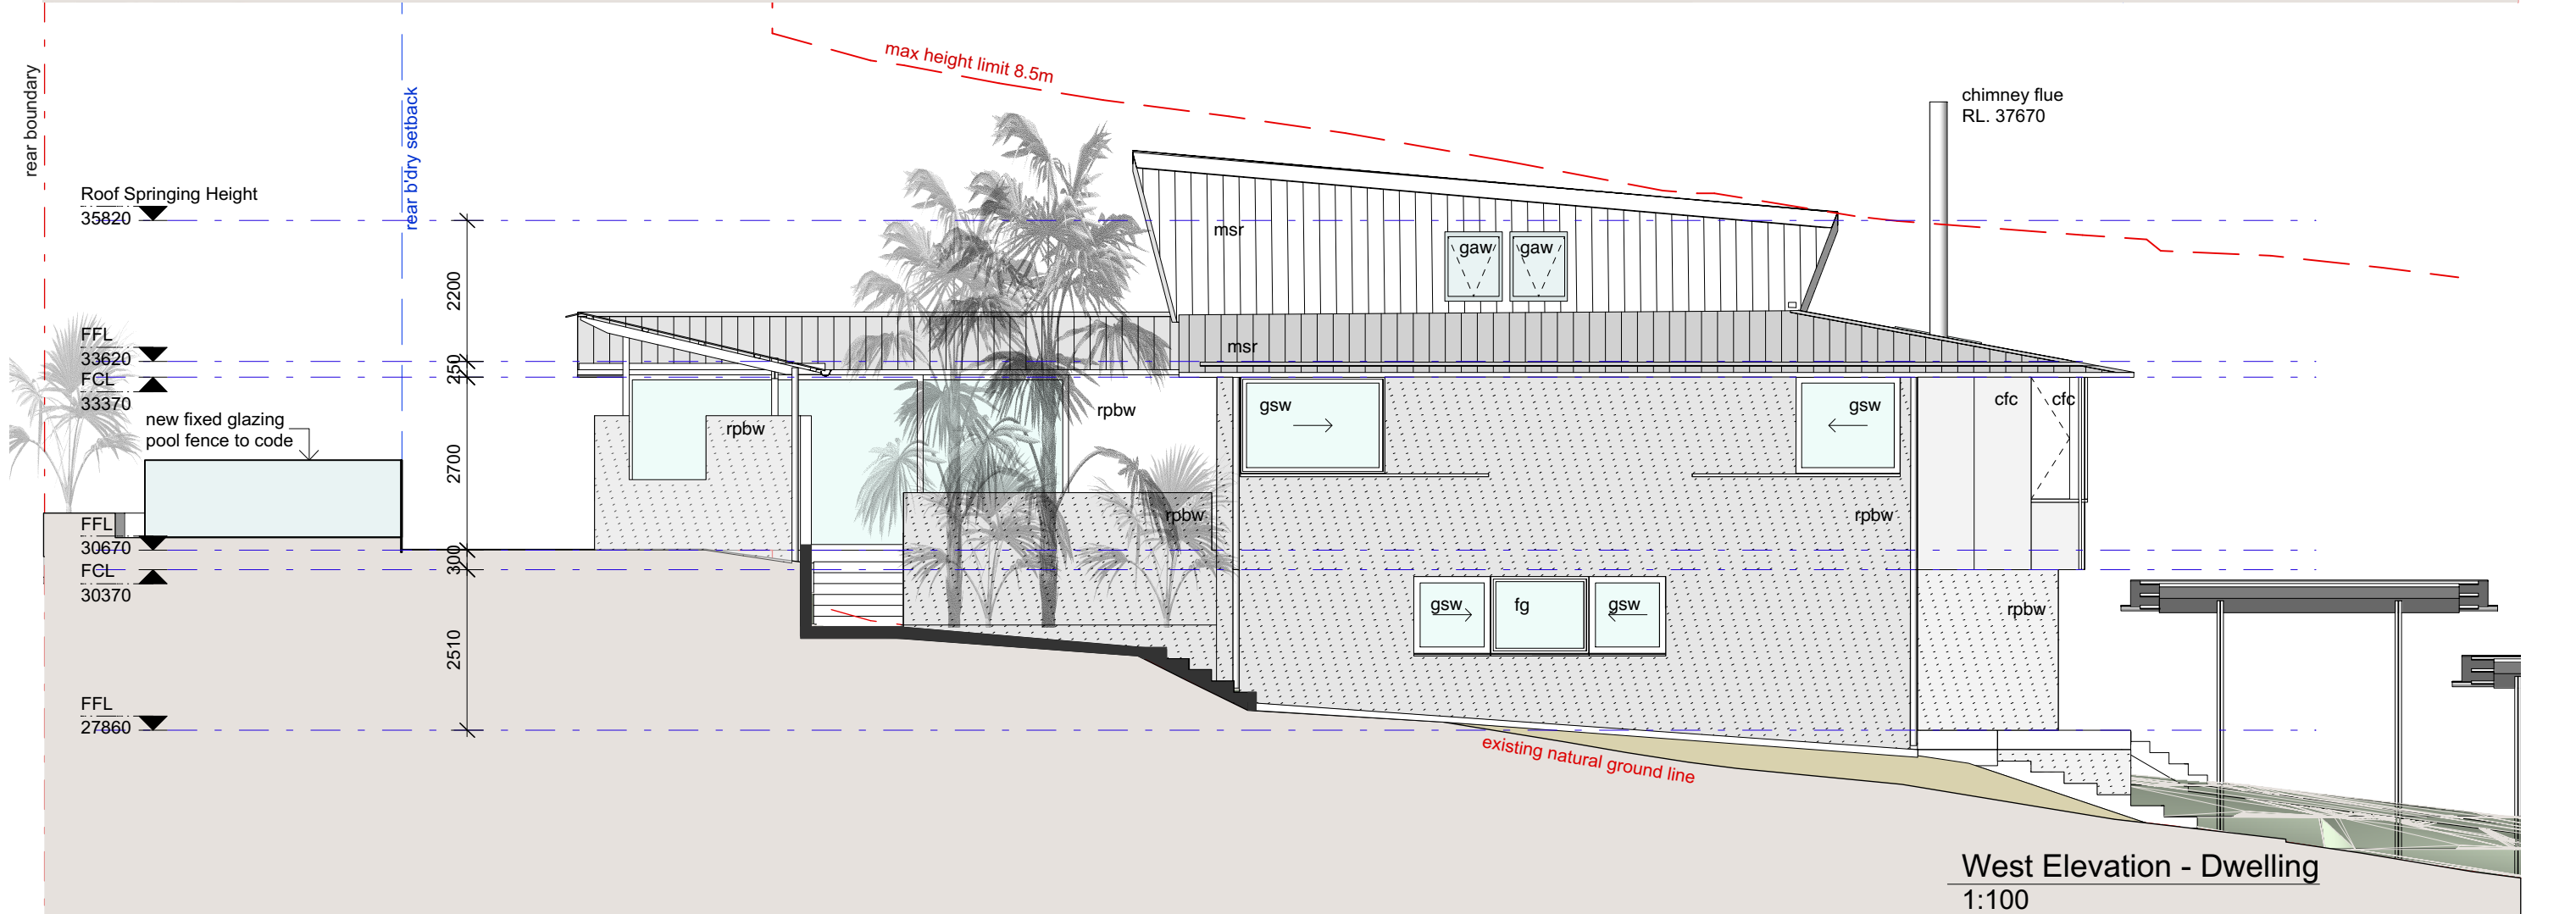 max height limit 8.5m
rear boundary
rear b'dry setback
chimney flue
RL. 37670
Roof Springing Height
35820
msr
gaw
gaw
2200
FFL
33620
250
msr
FCL
33370
new fixed glazing
pool fence to code
rpbw
rpbw
gsw
gsw
cfc
cfc
2700
rpbw
rpbw
FFL
30670
300
FCL
30370
gsw
fg
gsw
rpbw
2510
FFL
27860
existing natural ground line
West Elevation - Dwelling
1:100